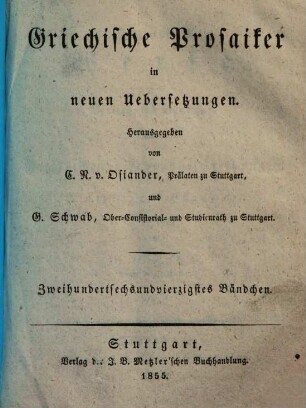 Griechische Prosaiker
in
neuen Uebersetzungen.
Herausgegeben
von
C. N. v. Osiander, Prälaten zu Stuttgart,
und
G. Schwab, Ober-Consistorial- und Studienrath zu Stuttgart.
Zweihundertsechsundvierzigstes Bändchen.
Stuttgart,
Verlag der J. B. Metzler'schen Buchhandlung.
1855.